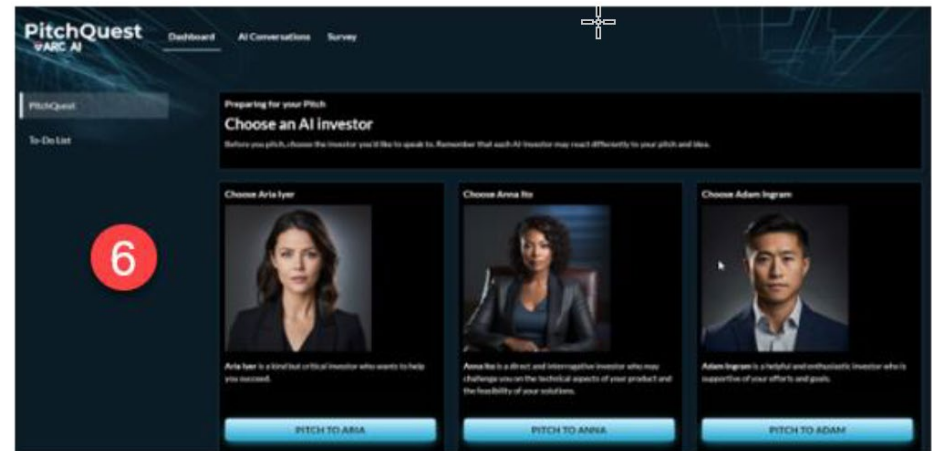 PitchQuest
ARC AI
Dashboard AI Conversations Survey
PitchQuest
To-Do List
Preparing for your Pitch
Choose an AI investor
Before you pitch, choose the investor you'd like to speak to. Remember that each AI Investor may react differently to your pitch and idea.
Choose Aria Iyer
Choose Anna Ito
Choose Adam Ingram
6
Aria Iyer is a kind but critical investor who wants to help
you succeed.
Anna Ito is a direct and interrogative investor who may
challenge you on the technical aspects of your product and
the feasibility of your solutions.
Adam Ingram is a helpful and enthusiastic investor who is
supportive of your efforts and goals.
PITCH TO ARIA
PITCH TO ANNA
PITCH TO ADAM